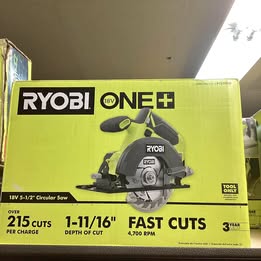 RYOBI 18V ONE+
RYOBI
18V 5-1/2" Circular Saw
TOOL
ONLY
OVER
215 CUTS
PER CHARGE
1-11/16"
DEPTH OF CUT
FAST CUTS
4,700 RPM
3 YEAR